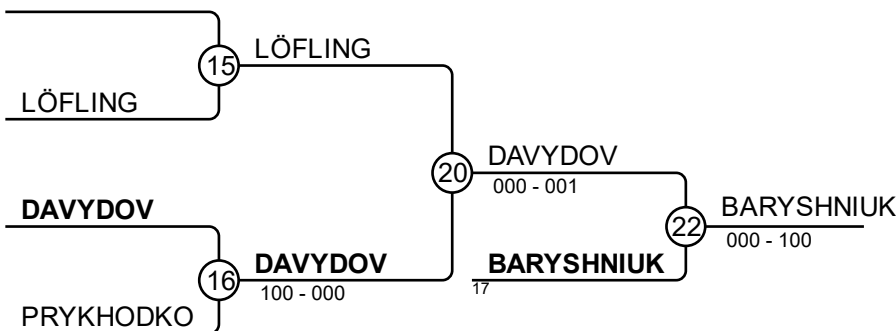 15
LÖFLING
LÖFLING
20
DAVYDOV
000 - 001
DAVYDOV
22
BARYSHNIUK
000 - 100
16
DAVYDOV
100 - 000
BARYSHNIUK
17
PRYKHODKO